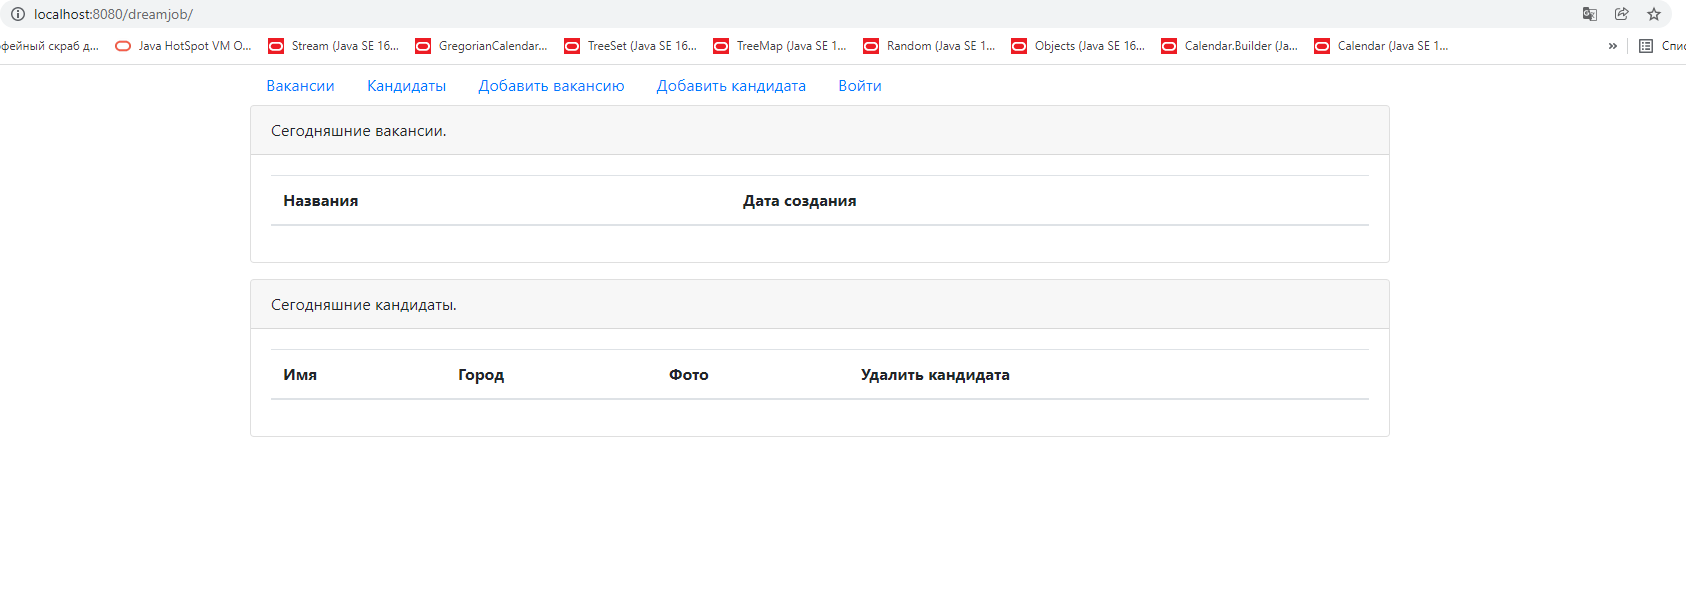 localhost:8080/dreamjob/
фейный скраб д... Java HotSpot VM O... Stream (Java SE 16... GregorianCalendar... TreeSet (Java SE 16... TreeMap (Java SE 1... Random (Java SE 1... Objects (Java SE 16... Calendar.Builder (Ja... Calendar (Java SE 1... » Спис
Вакансии Кандидаты Добавить вакансию Добавить кандидата Войти
Сегодняшние вакансии.
Названия Дата создания
Сегодняшние кандидаты.
Имя Город Фото Удалить кандидата